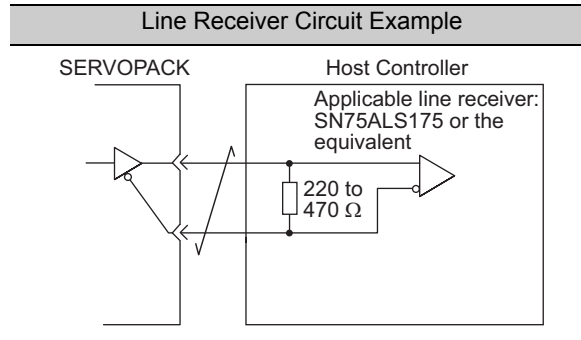 Line Receiver Circuit Example
SERVOPACK
Host Controller
Applicable line receiver:
SN75ALS175 or the
equivalent
220 to
470 Ω